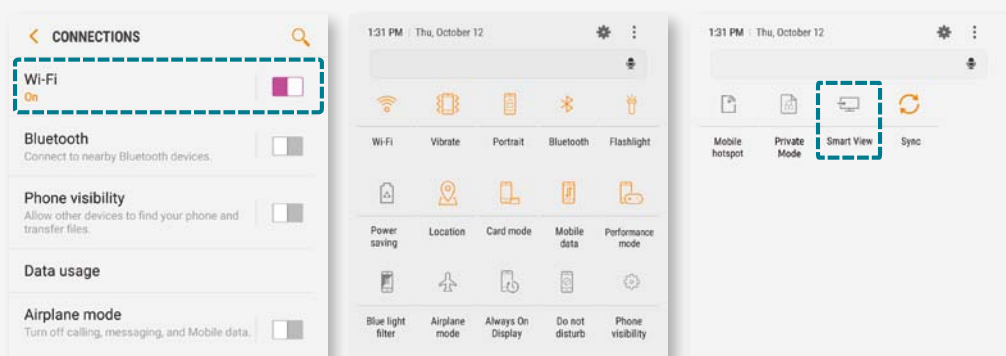 CONNECTIONS
Wi-Fi
On
Bluetooth
Connect to nearby Bluetooth devices.
Phone visibility
Allow other devices to find your phone and
transfer files.
Data usage
Airplane mode
Turn off calling, messaging, and Mobile data.
1:31 PM Thu, October 12
Wi-Fi Vibrate Portrait Bluetooth Flashlight
Power Location Card mode Mobile Performance
saving data mode
Blue light Airplane Always On Do not Phone
filter mode Display disturb visibility
1:31 PM Thu, October 12
Mobile Private Smart View Sync
hotspot Mode